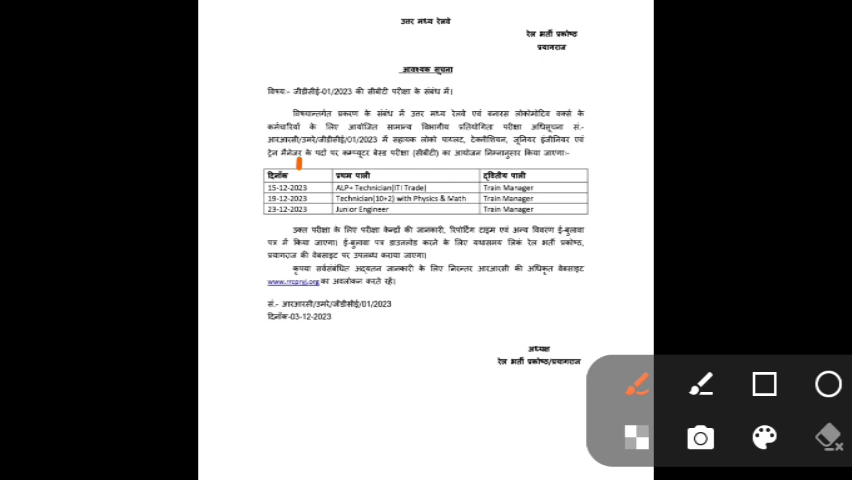 उत्तर मध्य रेलवे
रेल भर्ती प्रकोष्ठ
प्रयागराज
आवश्यक सूचना
विषय:- जीडीसीई-01/2023 की सीबीटी परीक्षा के संबंध में।
विषयान्तर्गत प्रकरण के संबंध में उत्तर मध्य रेलवे एवं बनारस लोकोमोटिव वर्क्स के
कर्मचारियों के लिए आयोजित सामान्य विभागीय प्रतियोगिता परीक्षा अधिसूचना सं.-
आरआरसी/उमरे/जीडीसीई/01/2023 में सहायक लोको पायलट, टेक्नीशियन, जूनियर इंजीनियर एवं
ट्रेन मैनेजर के पदों पर कम्प्यूटर बेस्ड परीक्षा (सीबीटी) का आयोजन निम्नानुसार किया जाएगा:-
दिनाँक प्रथम पाली द्वितीय पाली
15-12-2023 ALP+ Technician(ITI Trade) Train Manager
19-12-2023 Technician(10+2) with Physics & Math Train Manager
23-12-2023 Junior Engineer Train Manager
उक्त परीक्षा के लिए परीक्षा केन्द्रों की जानकारी, रिपोर्टिंग टाइम एवं अन्य विवरण ई-बुलावा
पत्र में किया जाएगा। ई-बुलावा पत्र डाउनलोड करने के लिए यथासमय लिंक रेल भर्ती प्रकोष्ठ,
प्रयागराज की वेबसाइट पर उपलब्ध कराया जाएगा।
कृपया सर्वसंबंधित अद्यतन जानकारी के लिए निरन्तर आरआरसी की अधिकृत वेबसाइट
www.rrcpryj.org का अवलोकन करते रहें।
सं.- आरआरसी/उमरे/जीडीसीई/01/2023
दिनाँक-03-12-2023
अध्यक्ष
रेल भर्ती प्रकोष्ठ/प्रयागराज